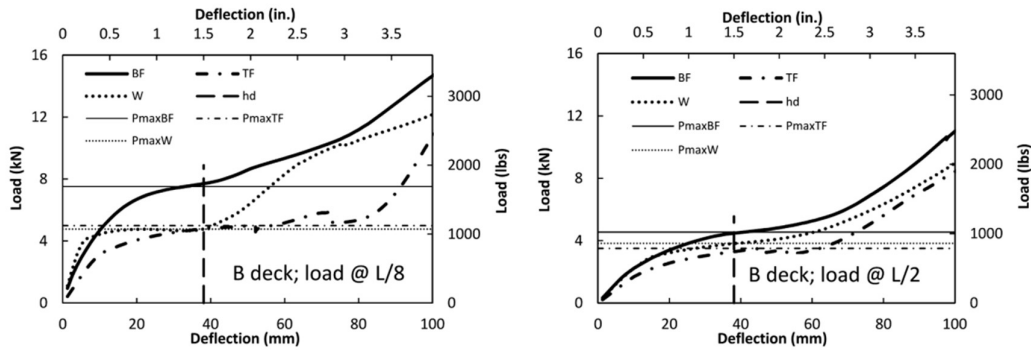 Deflection (in.)
0 0.5 1 1.5 2 2.5 3 3.5
16
12
8
4
0
Load (kN)
BF TF
W hd
PmaxBF PmaxTF
PmaxW
3000
2000
1000
0
Load (lbs)
B deck; load @ L/8
0 20 40 60 80 100
Deflection (mm)
Deflection (in.)
0 0.5 1 1.5 2 2.5 3 3.5
16
12
8
4
0
Load (kN)
BF TF
W hd
PmaxBF PmaxTF
PmaxW
3000
2000
1000
0
Load (lbs)
B deck; load @ L/2
0 20 40 60 80 100
Deflection (mm)